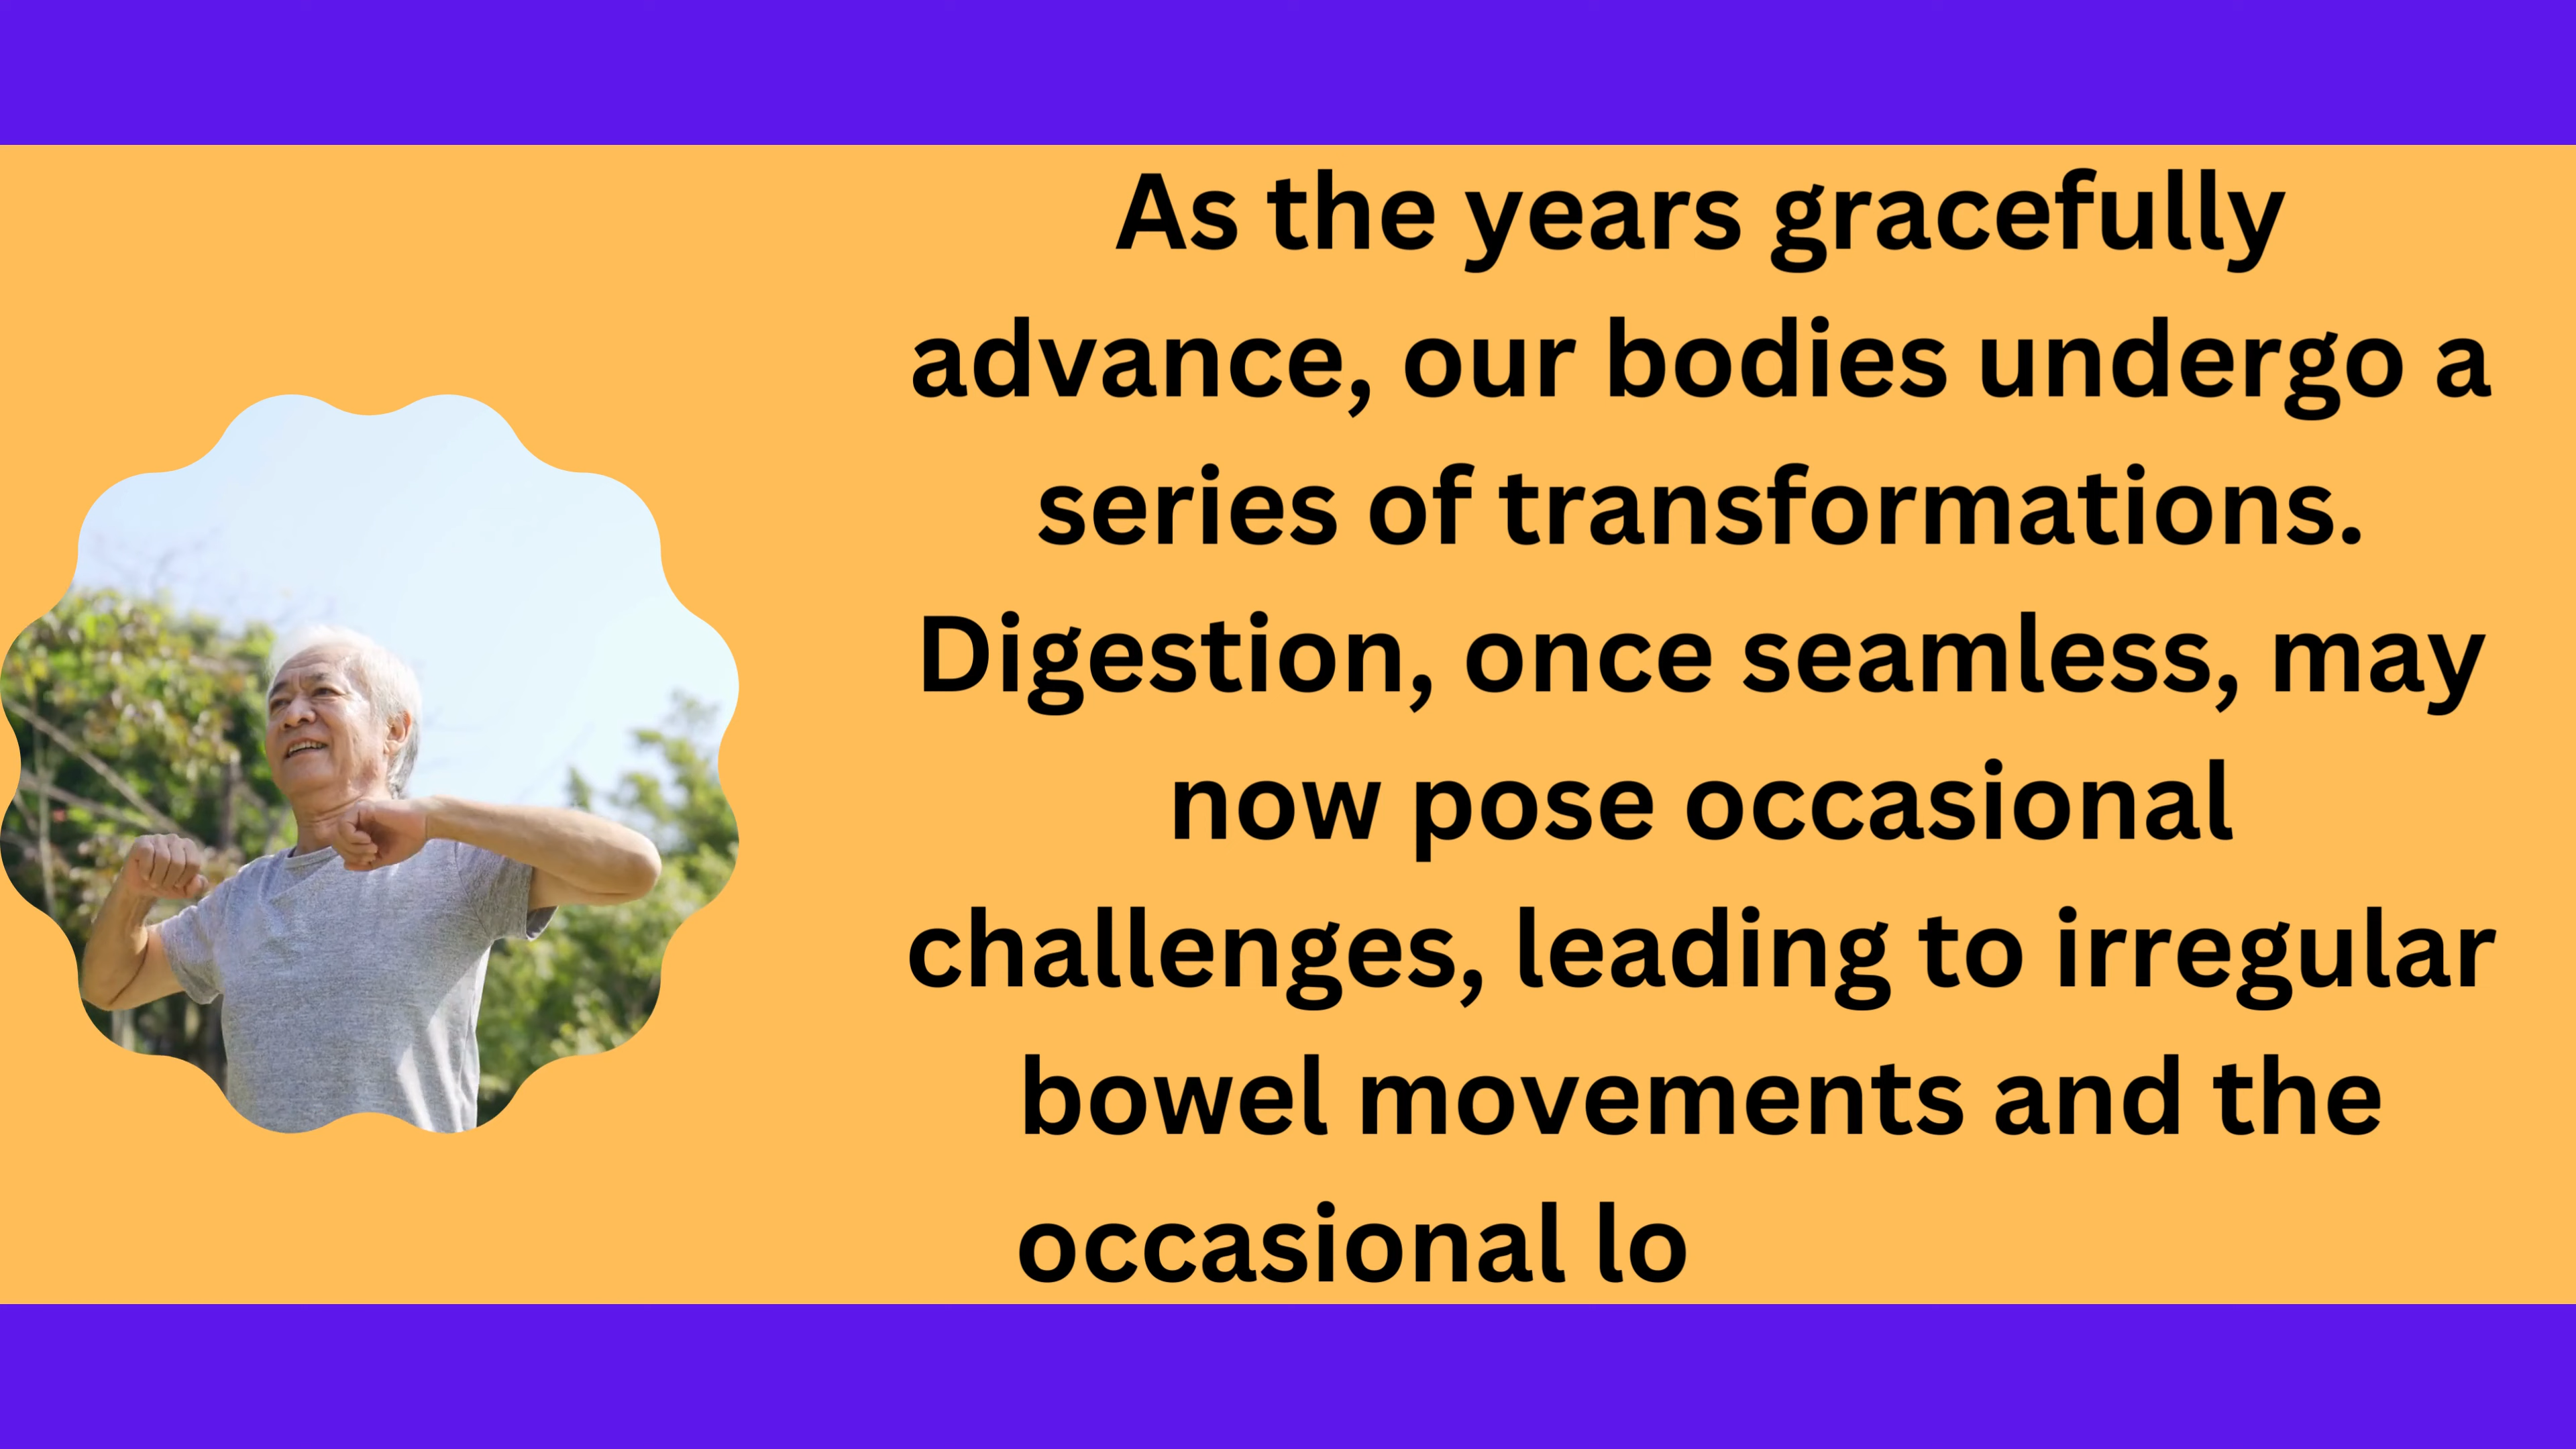 As the years gracefully
advance, our bodies undergo a
series of transformations.
Digestion, once seamless, may
now pose occasional
challenges, leading to irregular
bowel movements and the
occasional lo